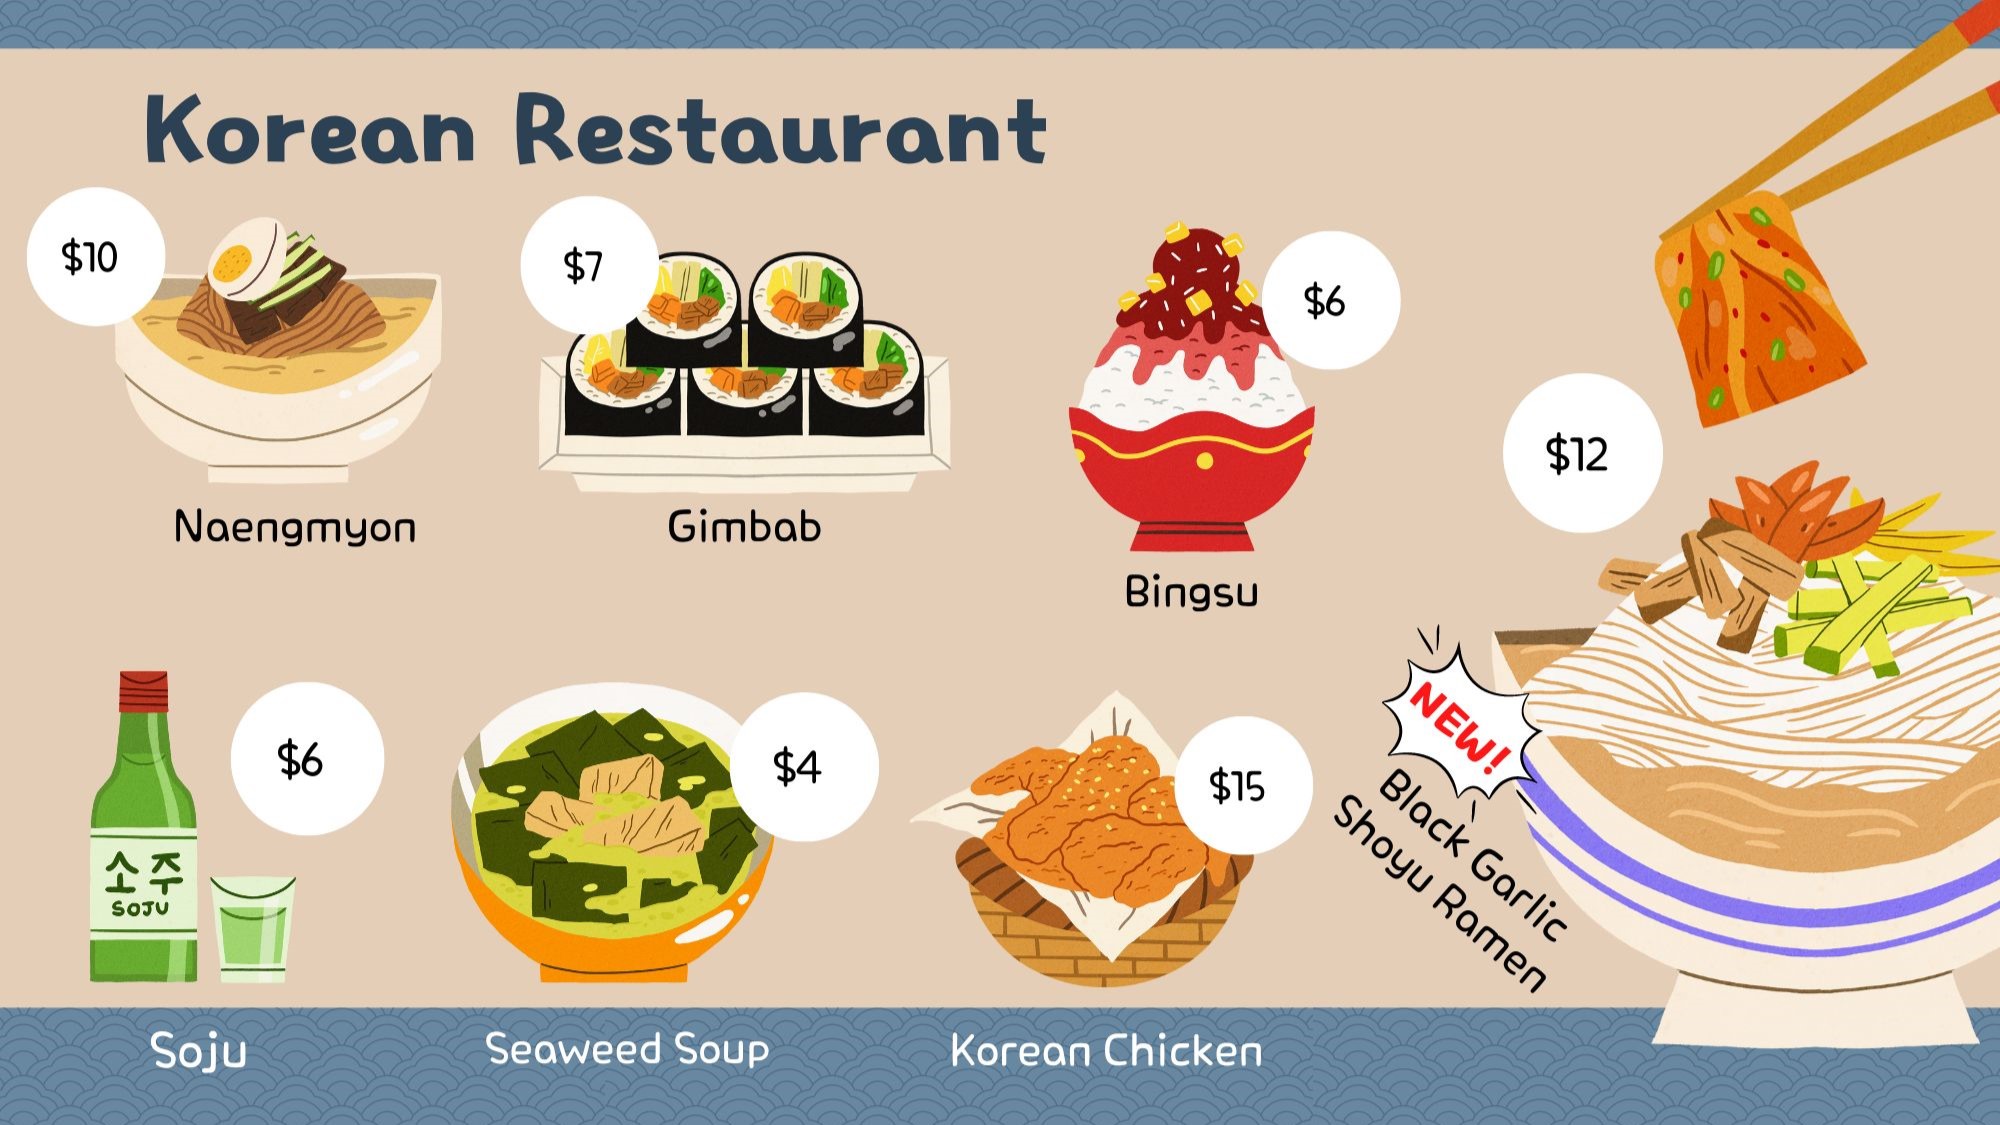 Korean Restaurant
$10
Naengmyon
$7
Gimbab
$6
Bingsu
$12
NEW!
Black Garlic
Shoyu Ramen
소주
SOJU
$6
Soju
$4
Seaweed Soup
$15
Korean Chicken